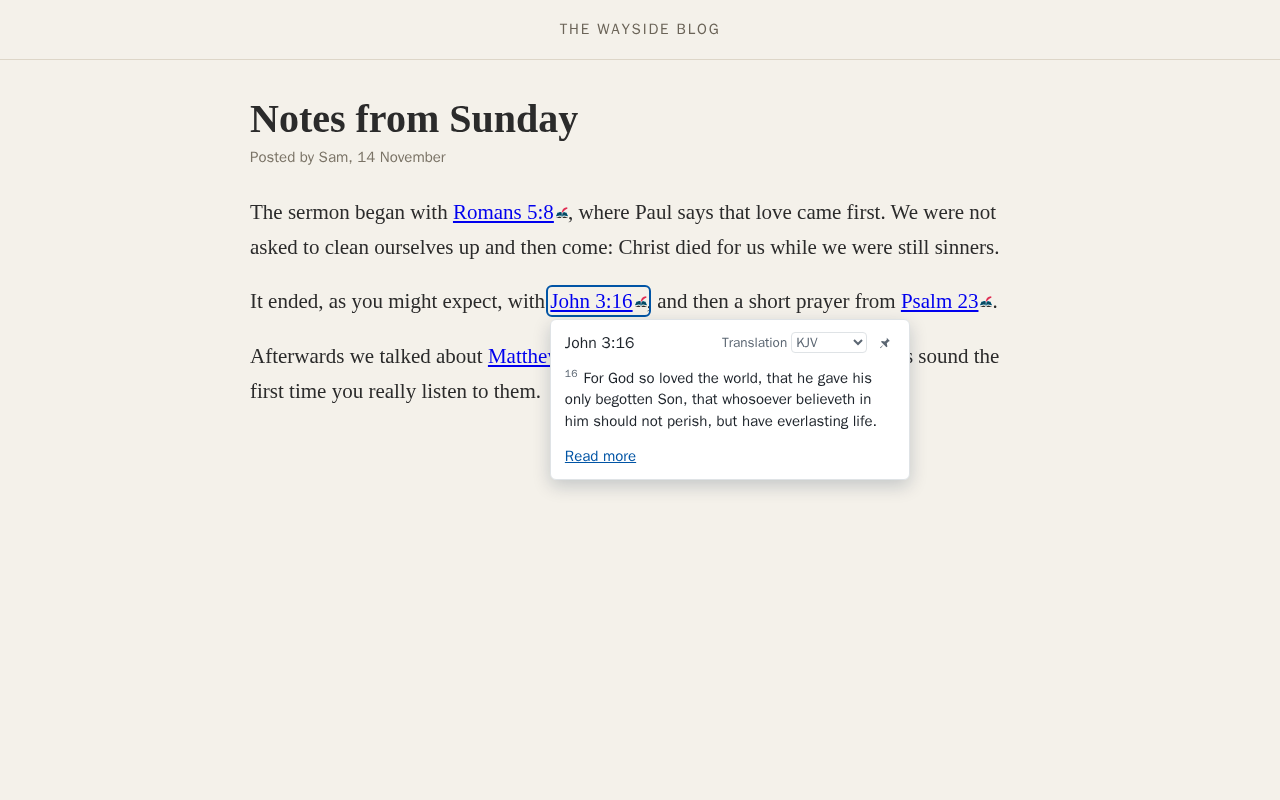 THE WAYSIDE BLOG
Notes from Sunday
Posted by Sam, 14 November
The sermon began with Romans 5:8, where Paul says that love came first. We were not
asked to clean ourselves up and then come: Christ died for us while we were still sinners.
It ended, as you might expect, with John 3:16, and then a short prayer from Psalm 23.
Afterwards we talked about sound the
first time you really listen to them.
John 3:16
Translation KJV
16 For God so loved the world, that he gave his
only begotten Son, that whosoever believeth in
him should not perish, but have everlasting life.
Read more